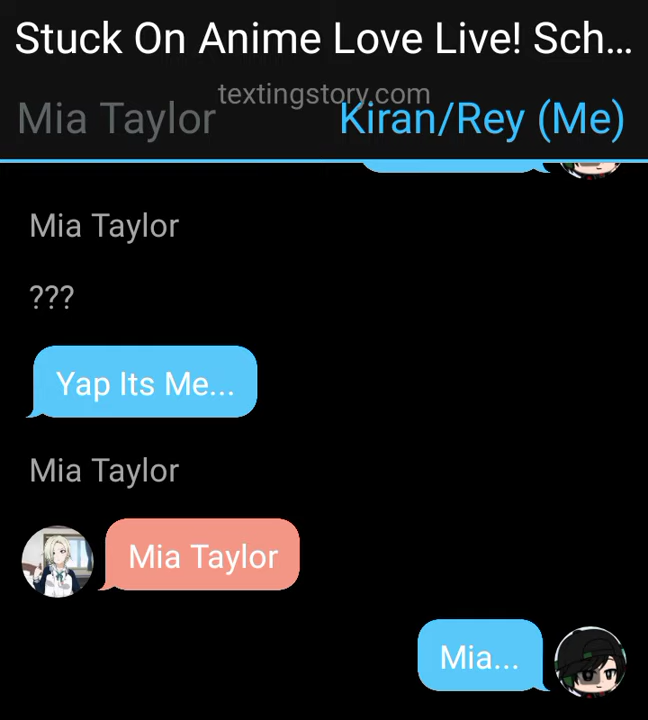 Stuck On Anime Love Live! Sch...
textingstory.com
Mia Taylor
Kiran/Rey (Me)
Mia Taylor
???
Yap Its Me...
Mia Taylor
Mia Taylor
Mia...